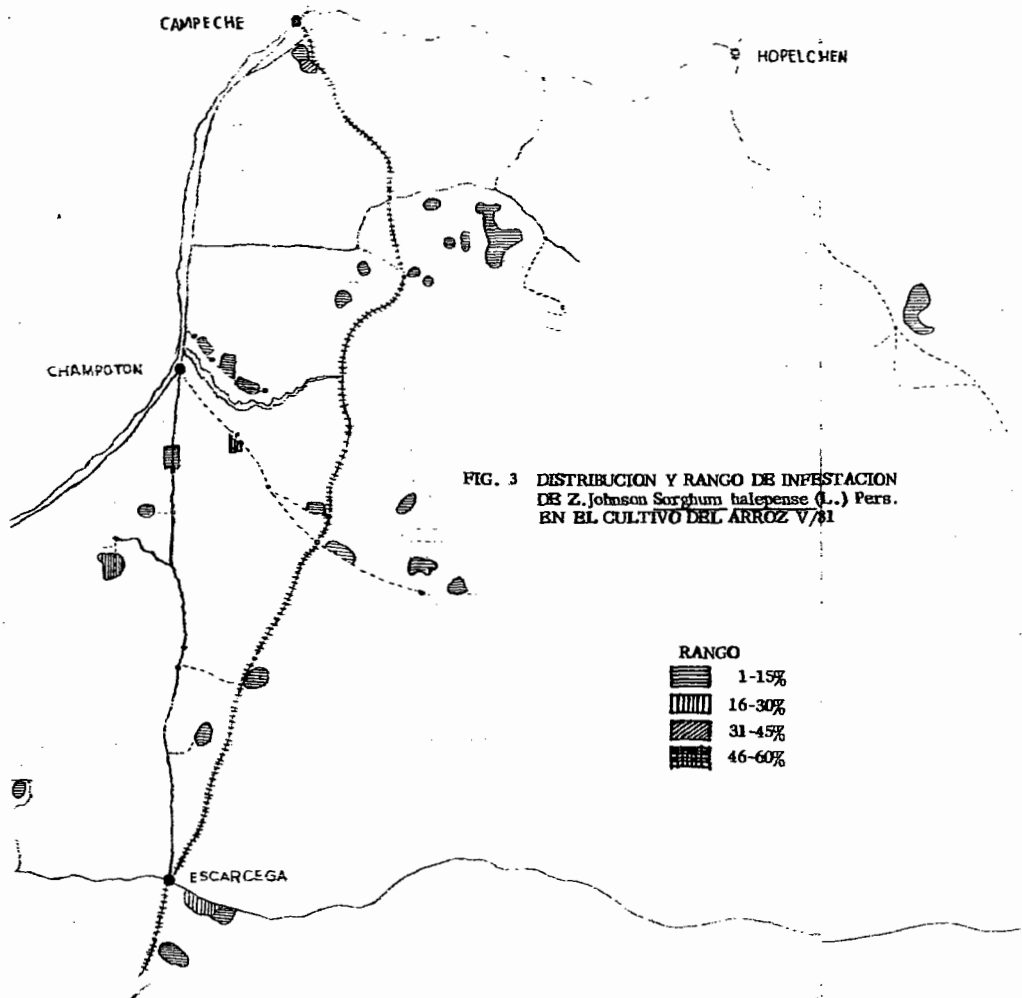 CAMPECHE
HOPELCHEN
CHAMPOTON
FIG. 3 DISTRIBUCION Y RANGO DE INFESTACION
DE Z. Johnson Sorghum halepense (L.) Pers.
EN EL CULTIVO DEL ARROZ V/81
RANGO
1-15%
16-30%
31-45%
46-60%
ESCARCEGA